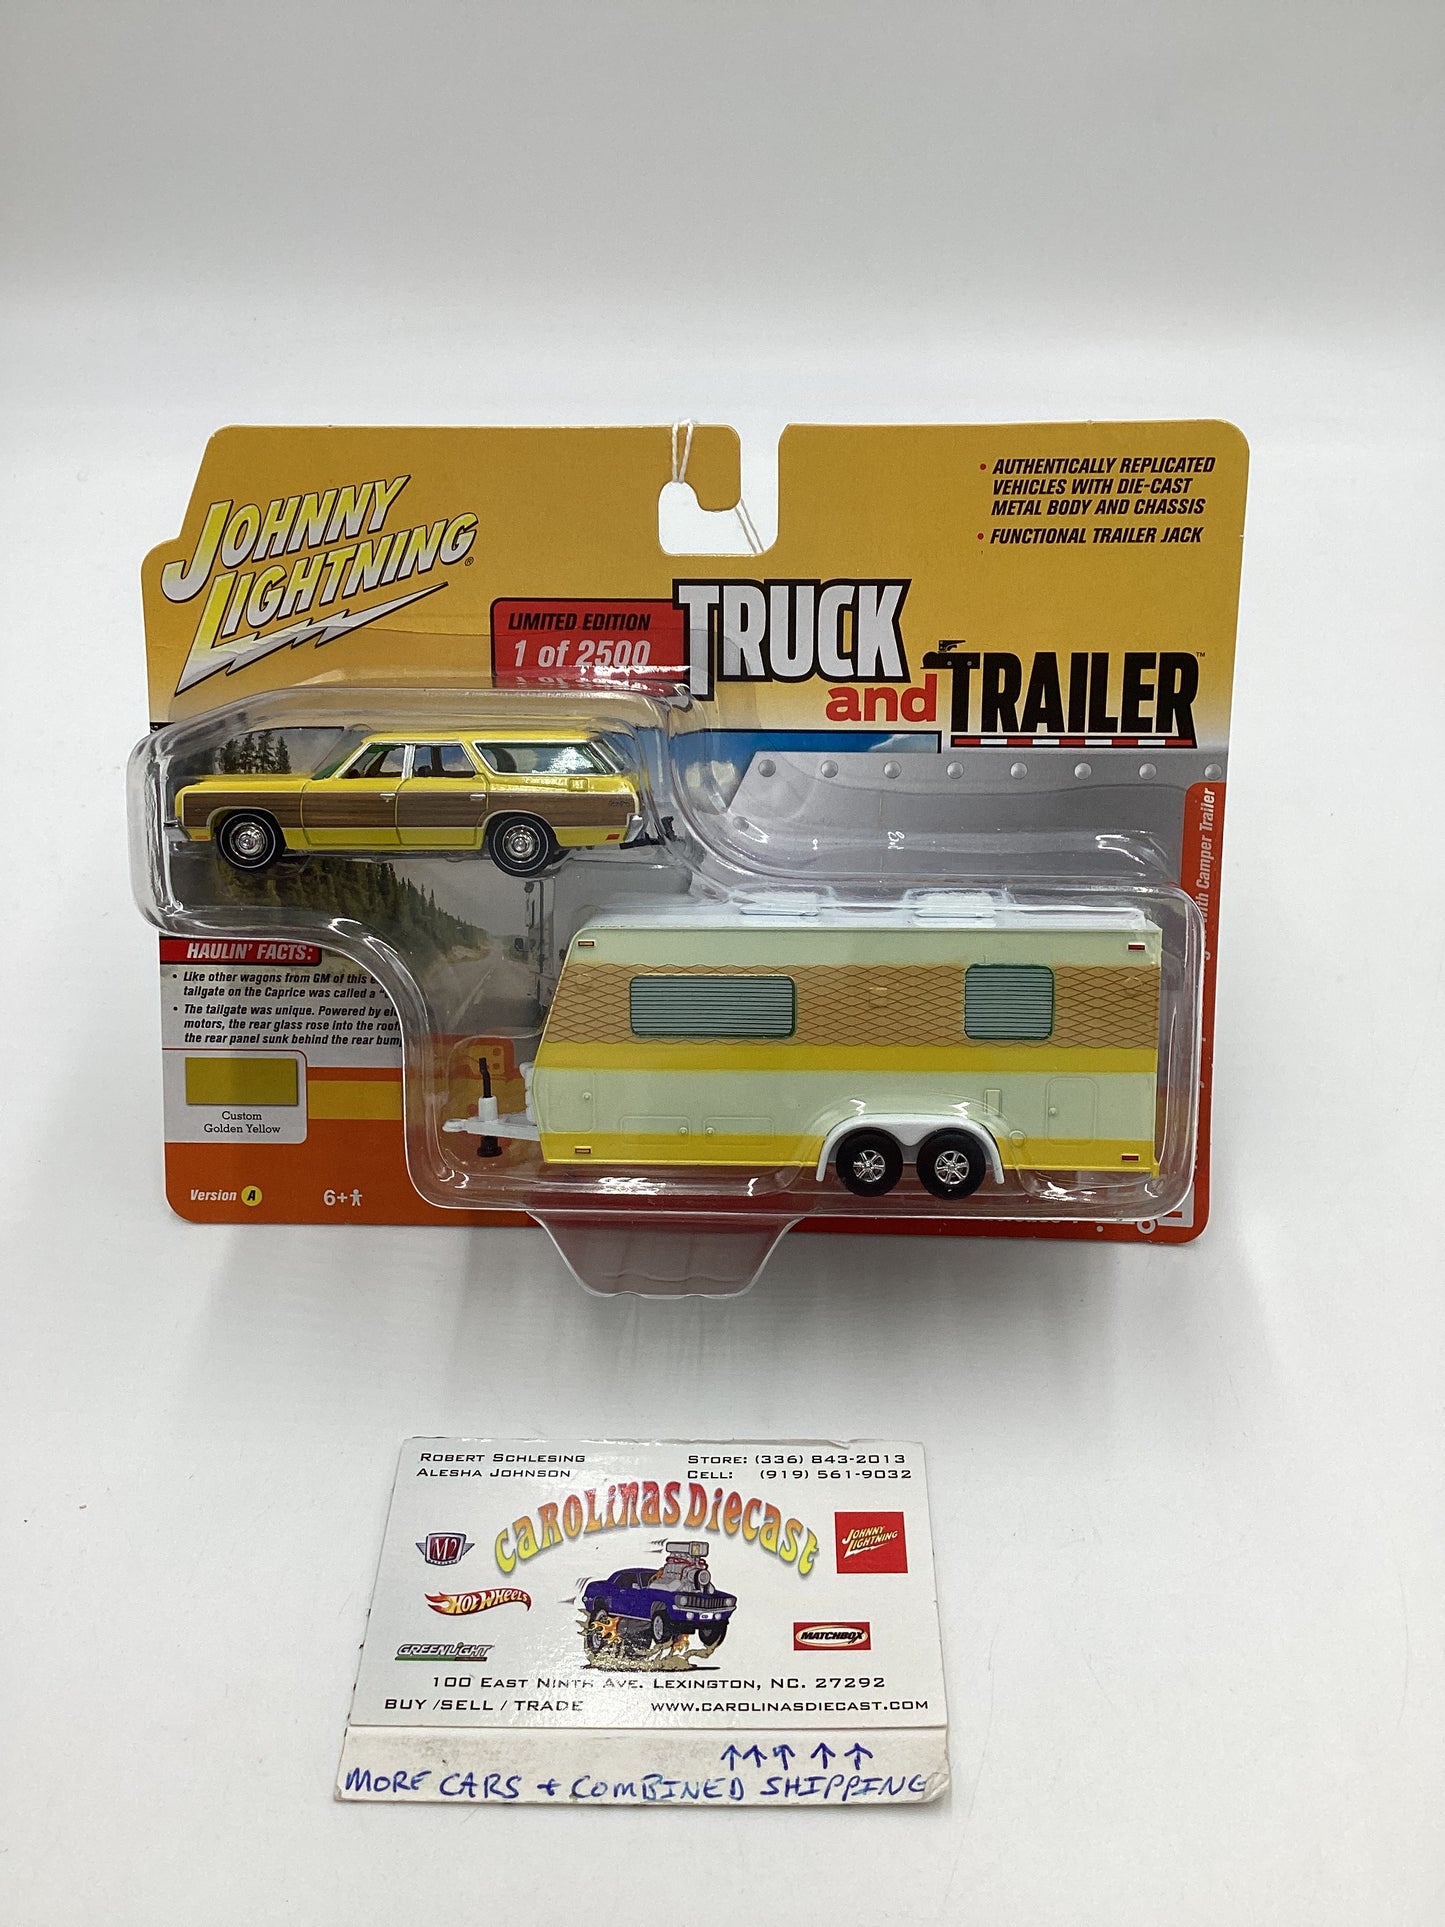 JOHNNY
LIGHTNING®
LIMITED EDITION
1 of 2500
TRUCK
and TRAILER™
• AUTHENTICALLY REPLICATED
VEHICLES WITH DIE-CAST
METAL BODY AND CHASSIS
• FUNCTIONAL TRAILER JACK
with Camper Trailer
HAULIN' FACTS:
• Like other wagons from GM of this
tailgate on the Caprice was called a
• The tailgate was unique. Powered by
motors, the rear glass rose into the roof
the rear panel sunk behind the rear
Custom
Golden Yellow
Version A
6+
ROBERT SCHLESING
ALESHA JOHNSON
STORE: (336) 843-2013
CELL: (919) 561-9032
CAROLINAS DIECAST
M2
JOHNNY
LIGHTNING
HOT WHEELS
GREENLIGHT
MATCHBOX
100 EAST NINTH AVE. LEXINGTON, NC. 27292
BUY /SELL / TRADE WWW.CAROLINASDIECAST.COM
↑↑↑ ↑↑
MORE CARS + COMBINED SHIPPING